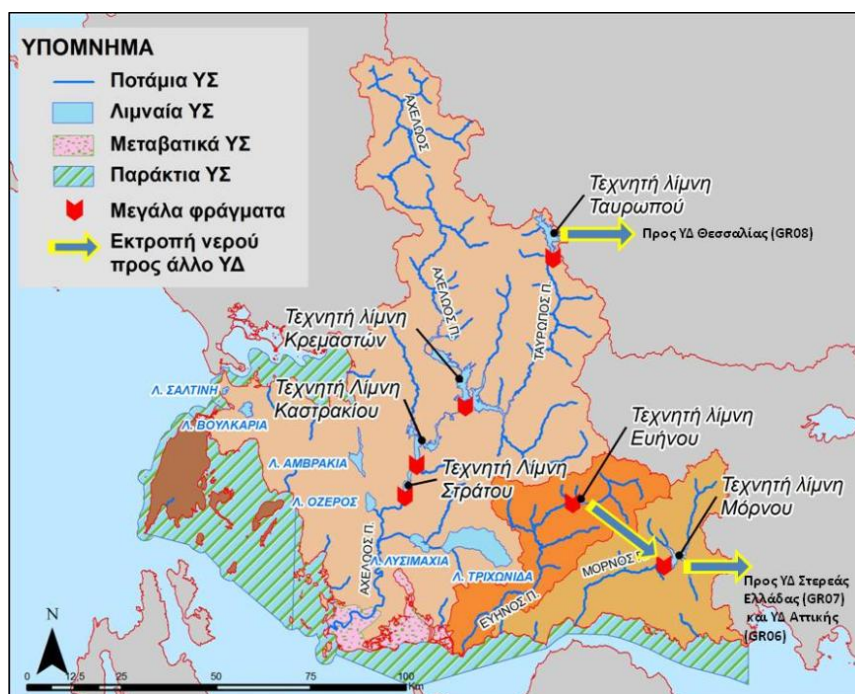 ΥΠΟΜΝΗΜΑ
Ποτάμια ΥΣ
Λιμναία ΥΣ
Μεταβατικά ΥΣ
Παράκτια ΥΣ
Μεγάλα φράγματα
Εκτροπή νερού
προς άλλο ΥΔ
ΑΧΕΛΩΟΣ
Τεχνητή λίμνη
Ταυρωπού
Προς ΥΔ Θεσσαλίας (GR08)
ΑΧΕΛΩΟΣ Π.
ΤΑΥΡΩΠΟΣ Π.
Τεχνητή λίμνη
Κρεμαστών
Τεχνητή Λίμνη
Καστρακίου
Λ. ΣΑΛΤΙΝΗ
Λ. ΒΟΥΛΚΑΡΙΑ
Τεχνητή λίμνη
Ευήνου
Λ. ΑΜΒΡΑΚΙΑ
Τεχνητή Λίμνη
Στράτου
Τεχνητή λίμνη
Μόρνου
Λ. ΟΖΕΡΟΣ
ΑΧΕΛΩΟΣ Π.
Λ. ΛΥΣΙΜΑΧΙΑ
Λ. ΤΡΙΧΩΝΙΔΑ
ΜΟΡΝΟΣ
ΕΥΗΝΟΣ Π.
Προς ΥΔ Στερεάς
Ελλάδας (GR07)
και ΥΔ Αττικής
(GR06)
N
0 12.5 25 50 75 100
Km